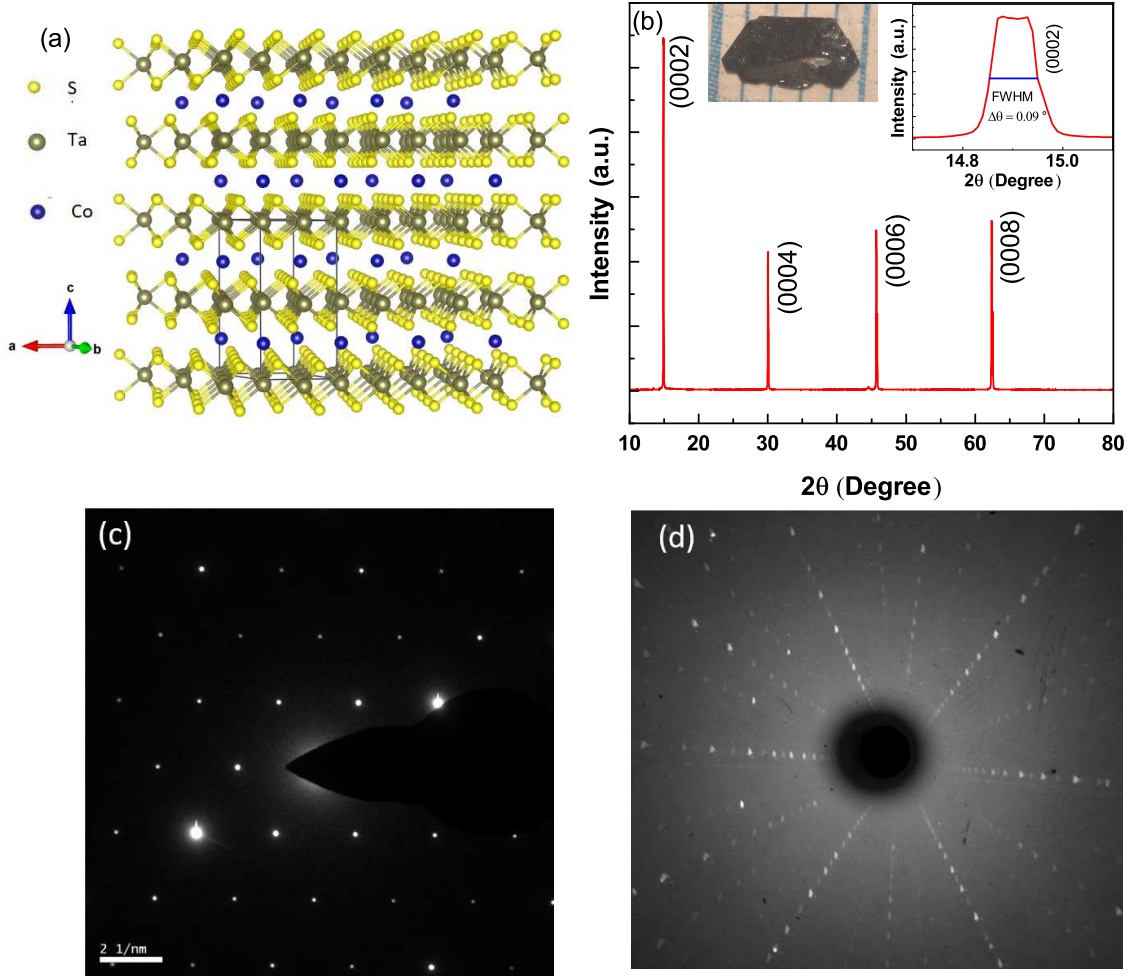 (a)
S
Ta
Co
c
a
b
(b)
Intensity (a.u.)
(0002)
(0004)
(0006)
(0008)
10 20 30 40 50 60 70 80
2θ (Degree)
Intensity (a.u.)
(0002)
FWHM
Δθ = 0.09 °
14.8 15.0
2θ (Degree)
(c)
2 1/nm
(d)